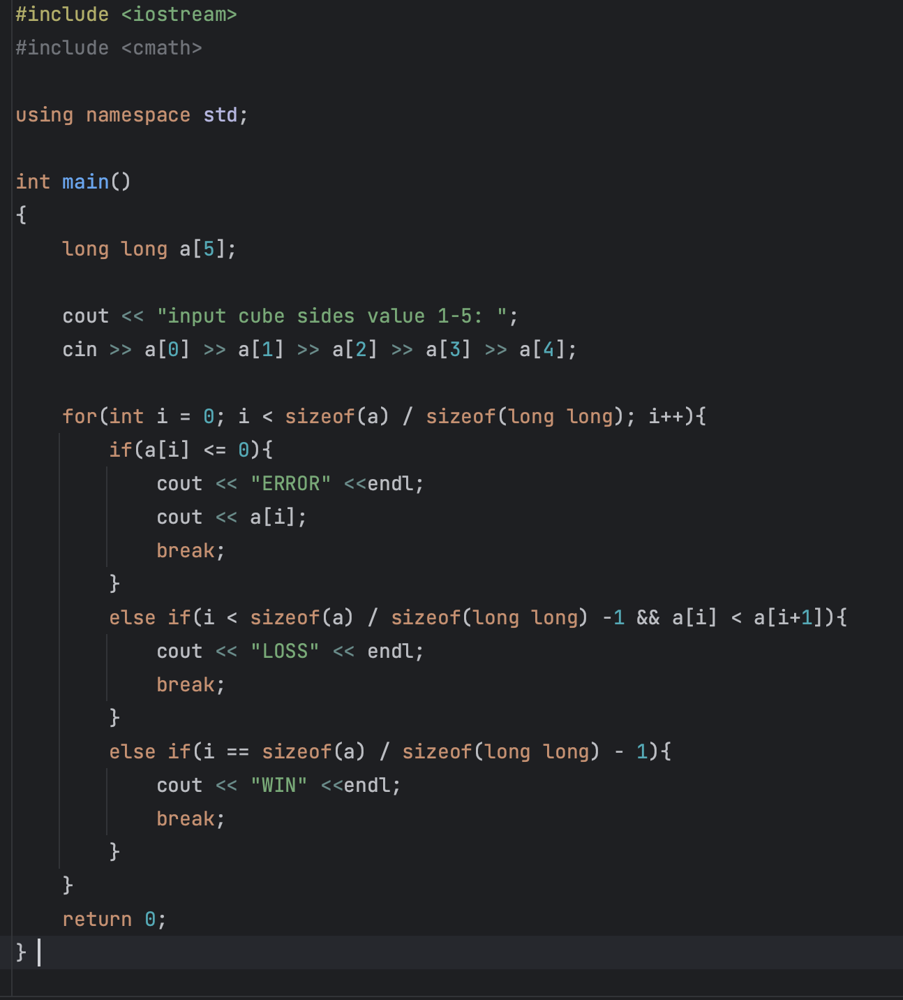 #include <iostream>
#include <cmath>
using namespace std;
int main()
{
    long long a[5];
    cout << "input cube sides value 1-5: ";
    cin >> a[0] >> a[1] >> a[2] >> a[3] >> a[4];
    for(int i = 0; i < sizeof(a) / sizeof(long long); i++){
        if(a[i] <= 0){
            cout << "ERROR" <<endl;
            cout << a[i];
            break;
        }
        else if(i < sizeof(a) / sizeof(long long) -1 && a[i] < a[i+1]){
            cout << "LOSS" << endl;
            break;
        }
        else if(i == sizeof(a) / sizeof(long long) - 1){
            cout << "WIN" <<endl;
            break;
        }
    }
    return 0;
}